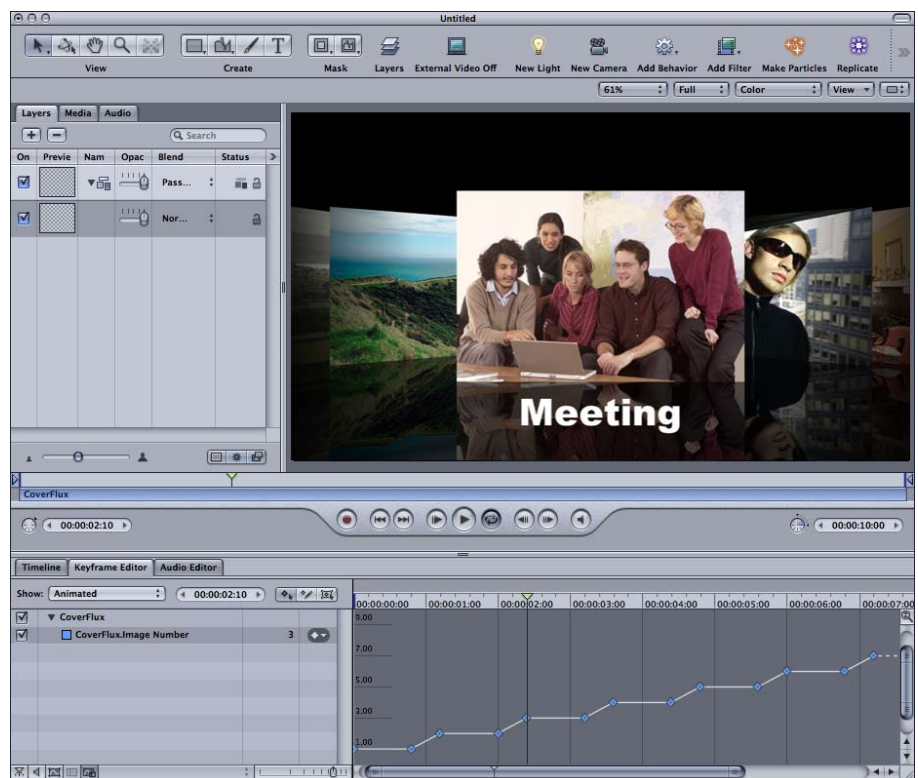 Untitled
View Create T Mask Layers External Video Off New Light New Camera Add Behavior Add Filter Make Particles Replicate
61% Full Color View
Layers Media Audio
Search
On Previe Nam Opac Blend Status
Pass...
Nor...
Meeting
CoverFlux
00:00:02:10 00:00:10:00
Timeline Keyframe Editor Audio Editor
Show: Animated 00:00:02:10
00:00:00:00 00:00:01:00 00:00:02:00 00:00:03:00 00:00:04:00 00:00:05:00 00:00:06:00 00:00:07:00
CoverFlux
CoverFlux.Image Number 3
9.00
7.00
5.00
3.00
1.00